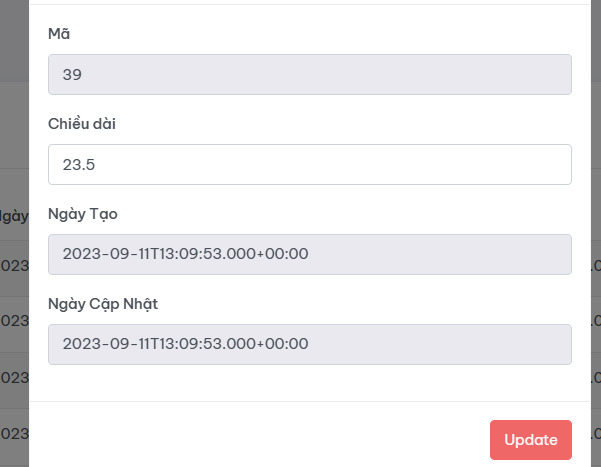 Mã
39
Chiều dài
23.5
Ngày Tạo
2023-09-11T13:09:53.000+00:00
Ngày Cập Nhật
2023-09-11T13:09:53.000+00:00
Update